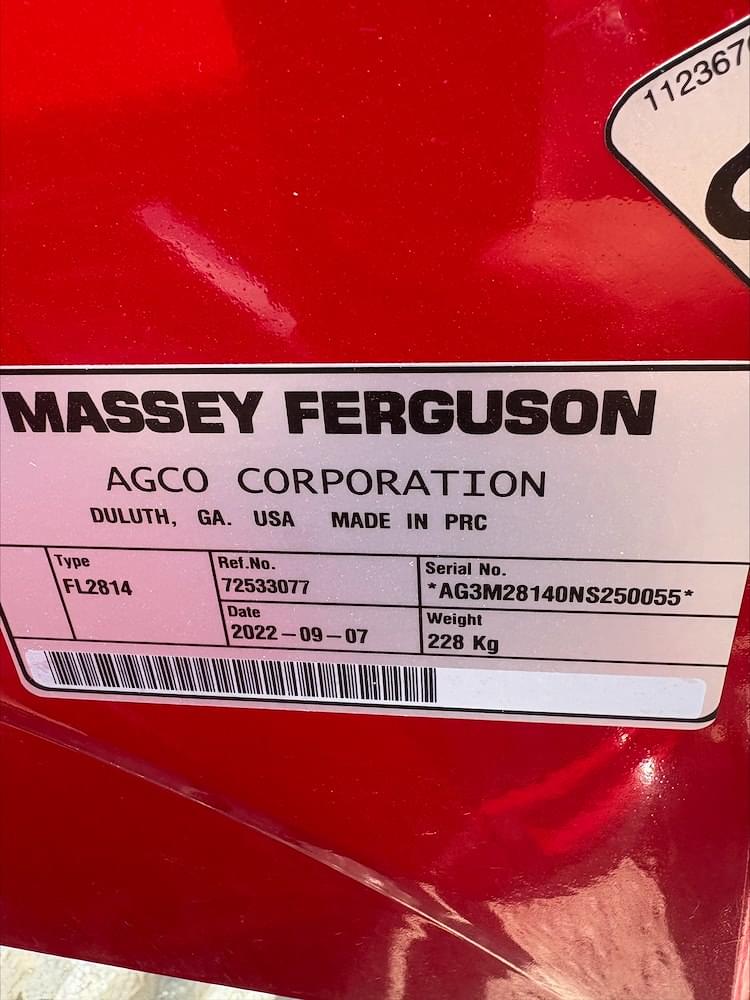 112367
MASSEY FERGUSON
AGCO CORPORATION
DULUTH, GA. USA MADE IN PRC
Type
FL2814
Ref.No.
72533077
Serial No.
*AG3M28140NS250055*
Date
2022-09-07
Weight
228 Kg